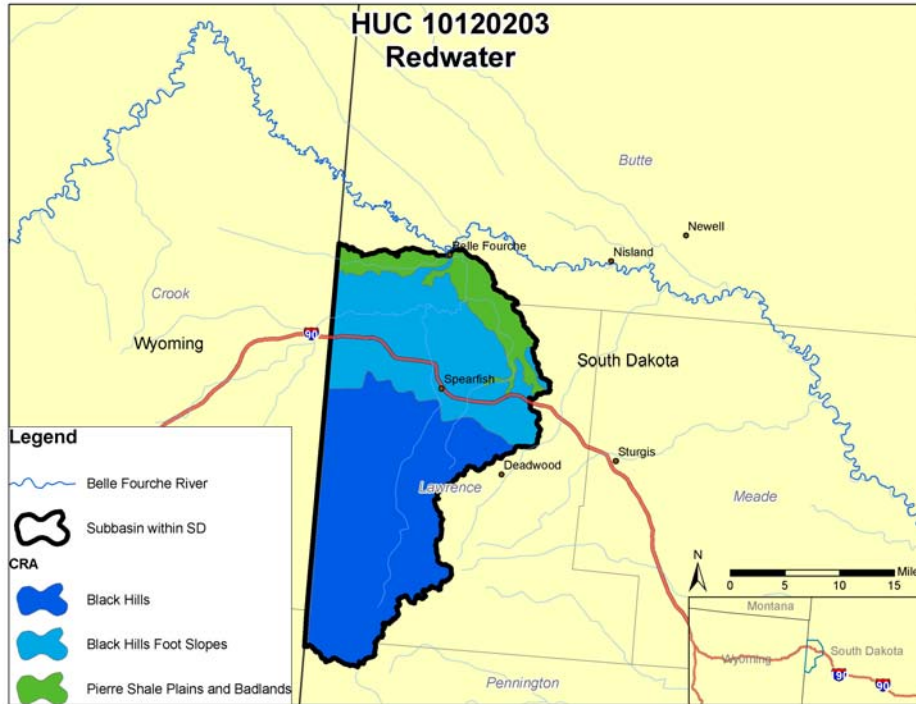 HUC 10120203
Redwater
Butte
Newell
Belle Fourche
Nisland
Crook
90
Wyoming
South Dakota
Spearfish
Legend
Belle Fourche River
Subbasin within SD
CRA
Black Hills
Black Hills Foot Slopes
Pierre Shale Plains and Badlands
Deadwood
Sturgis
Lawrence
Meade
N
Mile
0 5 10 15
Montana
Wyoming
South Dakota
190
90
Pennington